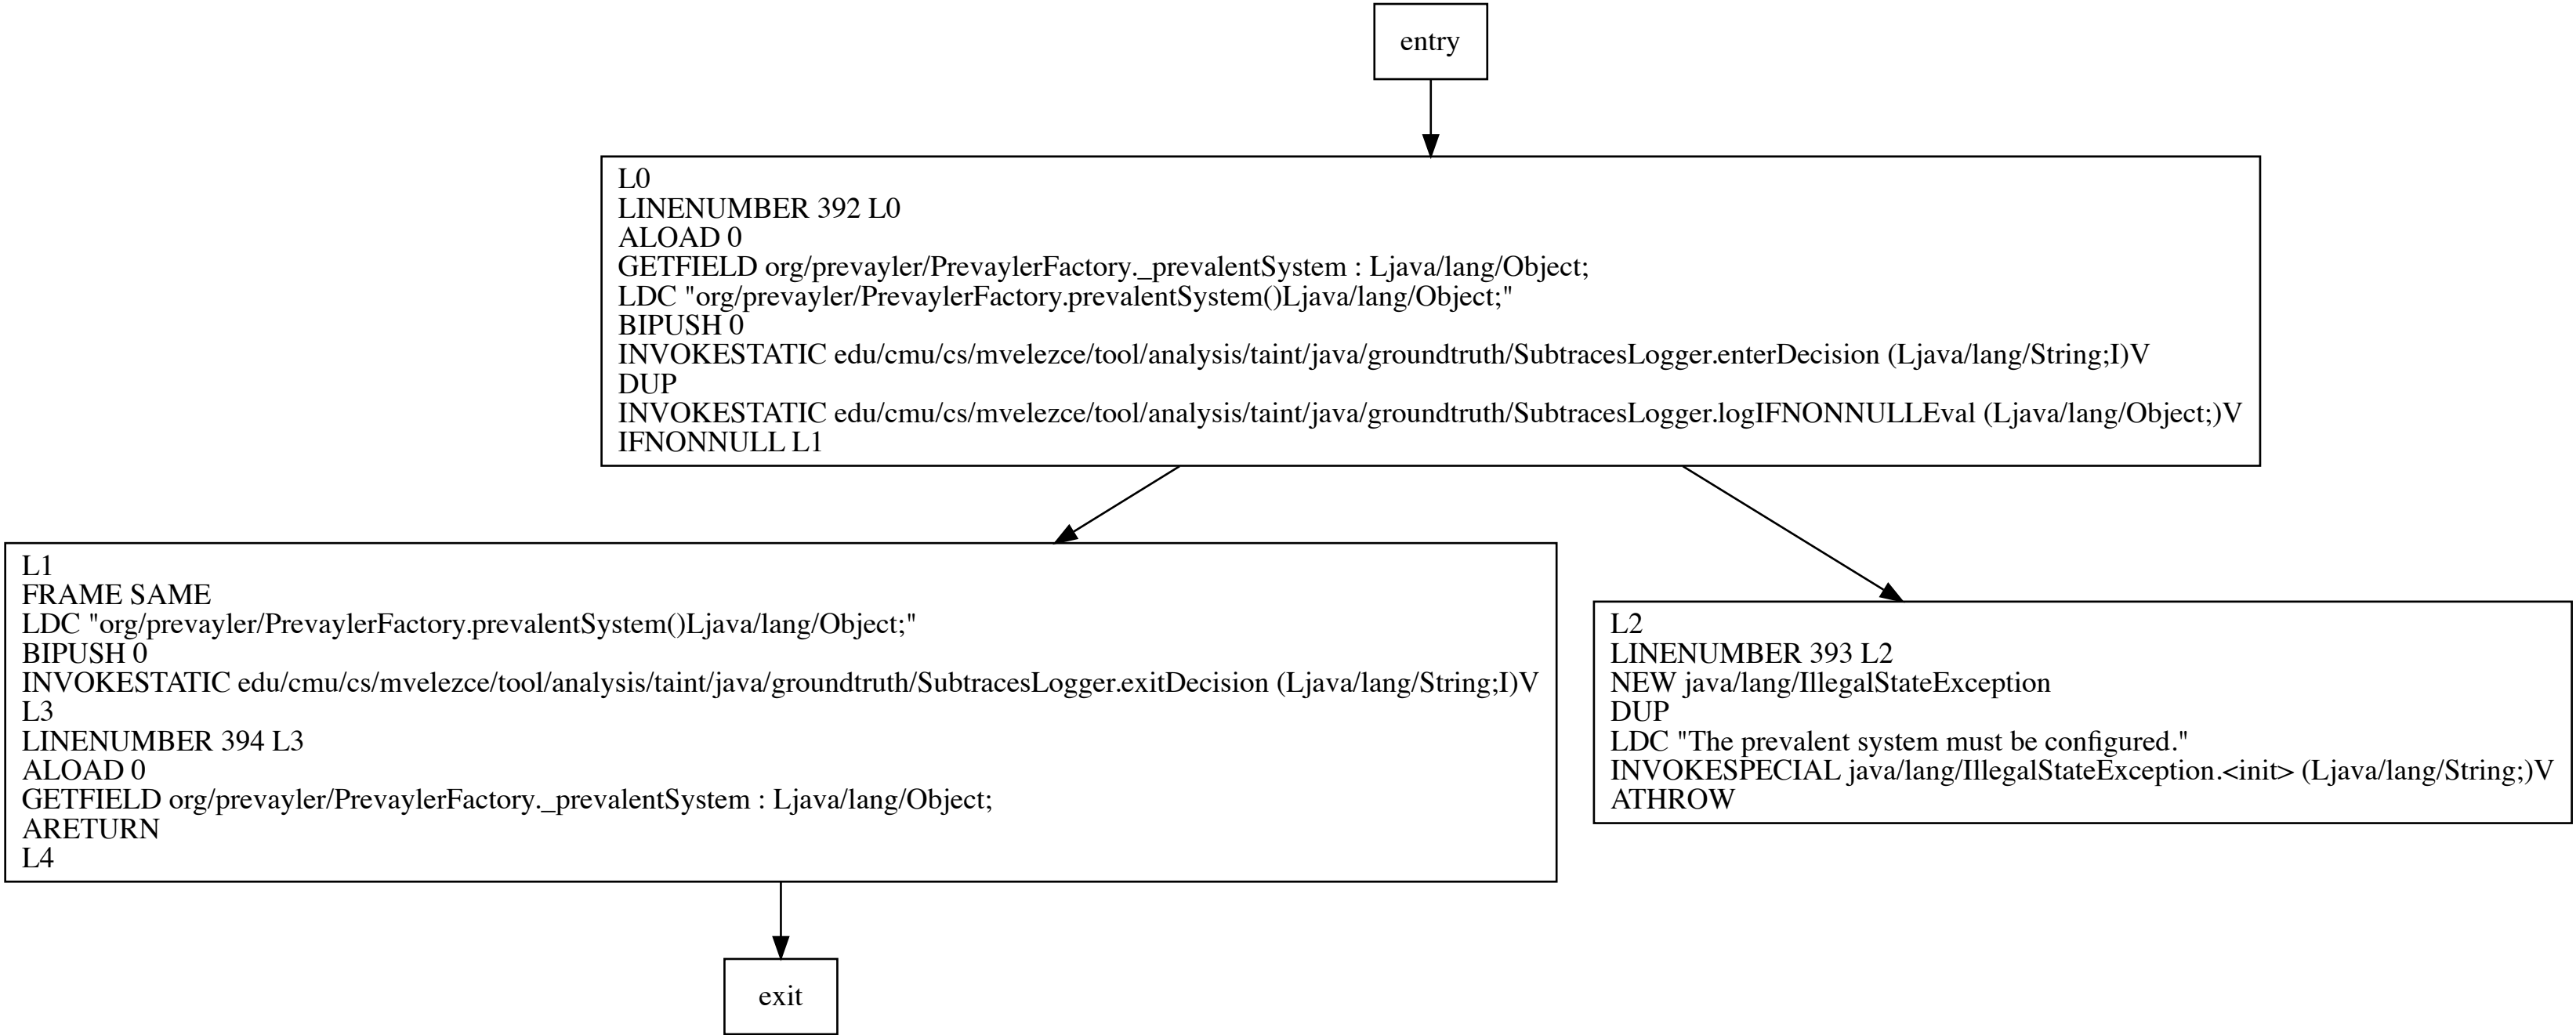 entry
L0
LINENUMBER 392 L0
ALOAD 0
GETFIELD org/prevayler/PrevaylerFactory._prevalentSystem : Ljava/lang/Object;
LDC "org/prevayler/PrevaylerFactory.prevalentSystem()Ljava/lang/Object;"
BIPUSH 0
INVOKESTATIC edu/cmu/cs/mvelezce/tool/analysis/taint/java/groundtruth/SubtracesLogger.enterDecision (Ljava/lang/String;I)V
DUP
INVOKESTATIC edu/cmu/cs/mvelezce/tool/analysis/taint/java/groundtruth/SubtracesLogger.logIFNONNULLEval (Ljava/lang/Object;)V
IFNONNULL L1
L1
FRAME SAME
LDC "org/prevayler/PrevaylerFactory.prevalentSystem()Ljava/lang/Object;"
BIPUSH 0
INVOKESTATIC edu/cmu/cs/mvelezce/tool/analysis/taint/java/groundtruth/SubtracesLogger.exitDecision (Ljava/lang/String;I)V
L3
LINENUMBER 394 L3
ALOAD 0
GETFIELD org/prevayler/PrevaylerFactory._prevalentSystem : Ljava/lang/Object;
ARETURN
L4
L2
LINENUMBER 393 L2
NEW java/lang/IllegalStateException
DUP
LDC "The prevalent system must be configured."
INVOKESPECIAL java/lang/IllegalStateException.<init> (Ljava/lang/String;)V
ATHROW
exit